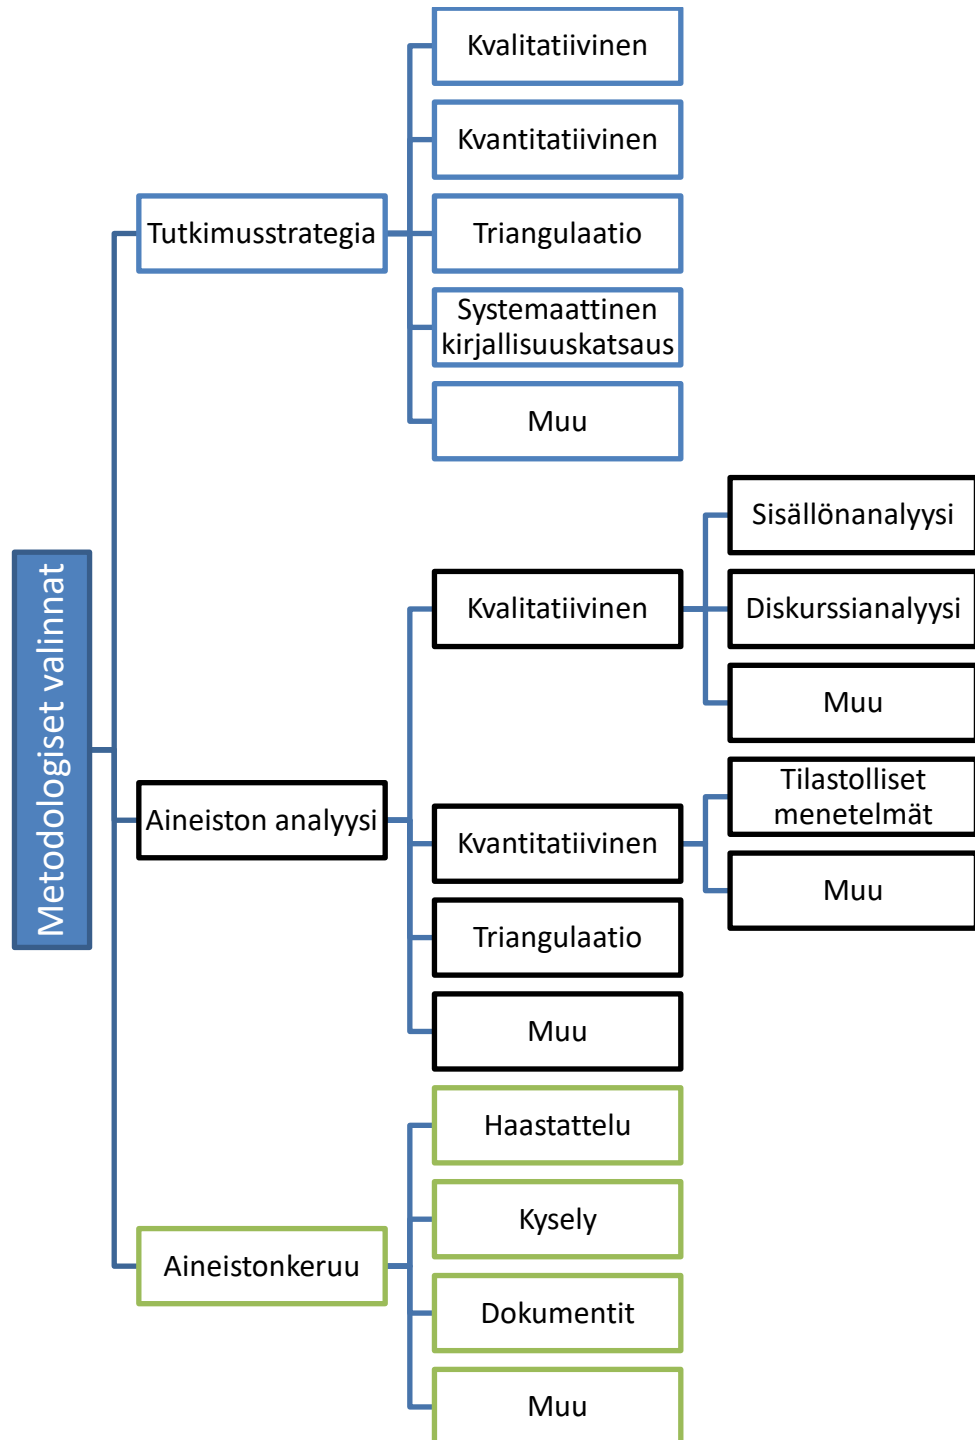 Metodologiset valinnat
Tutkimusstrategia
Kvalitatiivinen
Kvantitatiivinen
Triangulaatio
Systemaattinen
kirjallisuuskatsaus
Muu
Aineiston analyysi
Kvalitatiivinen
Sisällönanalyysi
Diskurssianalyysi
Muu
Kvantitatiivinen
Tilastolliset
menetelmät
Muu
Triangulaatio
Muu
Aineistonkeruu
Haastattelu
Kysely
Dokumentit
Muu